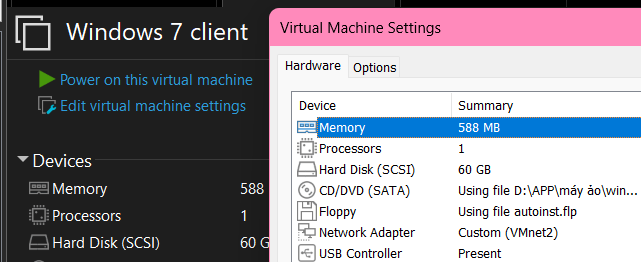 Windows 7 client
Power on this virtual machine
Edit virtual machine settings
Devices
Memory 588
Processors 1
Hard Disk (SCSI) 60 G
Virtual Machine Settings
Hardware Options
Device Summary
Memory 588 MB
Processors 1
Hard Disk (SCSI) 60 GB
CD/DVD (SATA) Using file D:\APP\máy ảo\win...
Floppy Using file autoinst.flp
Network Adapter Custom (VMnet2)
USB Controller Present